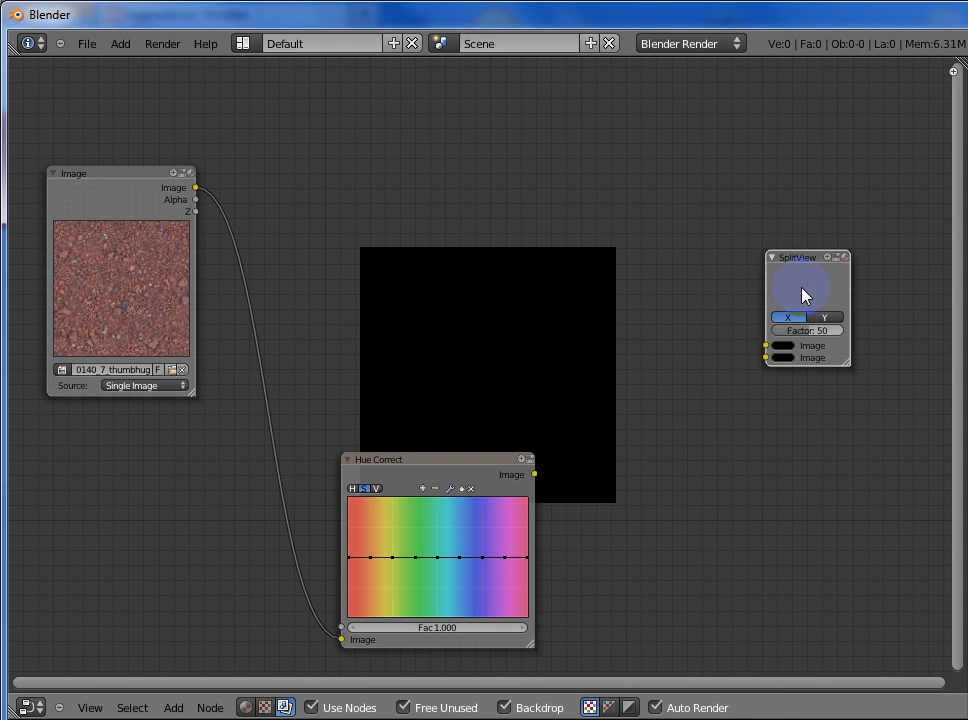 Blender
File Add Render Help Default Scene Blender Render Ve:0 | Fa:0 | Ob:0-0 | La:0 | Mem:6.31M
Image
Image
Alpha
Z
0140_7_thumbhug F
Source: Single Image
SplitView
X Y
Factor: 50
Image
Image
Hue Correct
Image
H S V
Fac 1.000
Image
View Select Add Node Use Nodes Free Unused Backdrop Auto Render